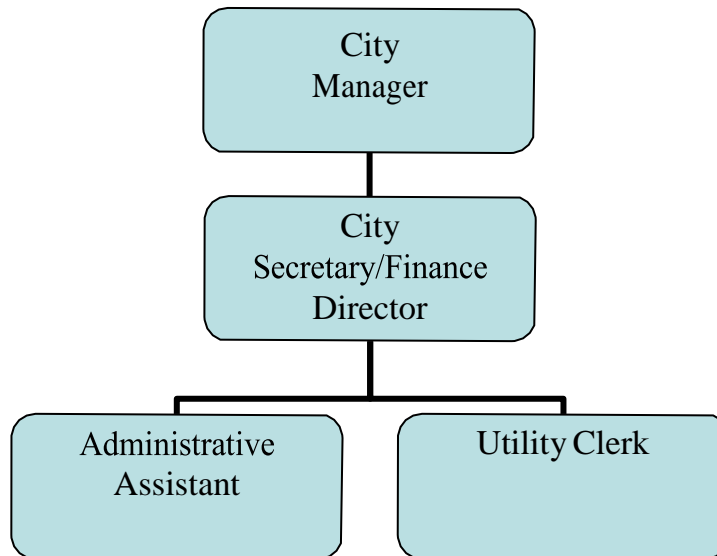 City
Manager
City
Secretary/Finance
Director
Administrative
Assistant
Utility Clerk